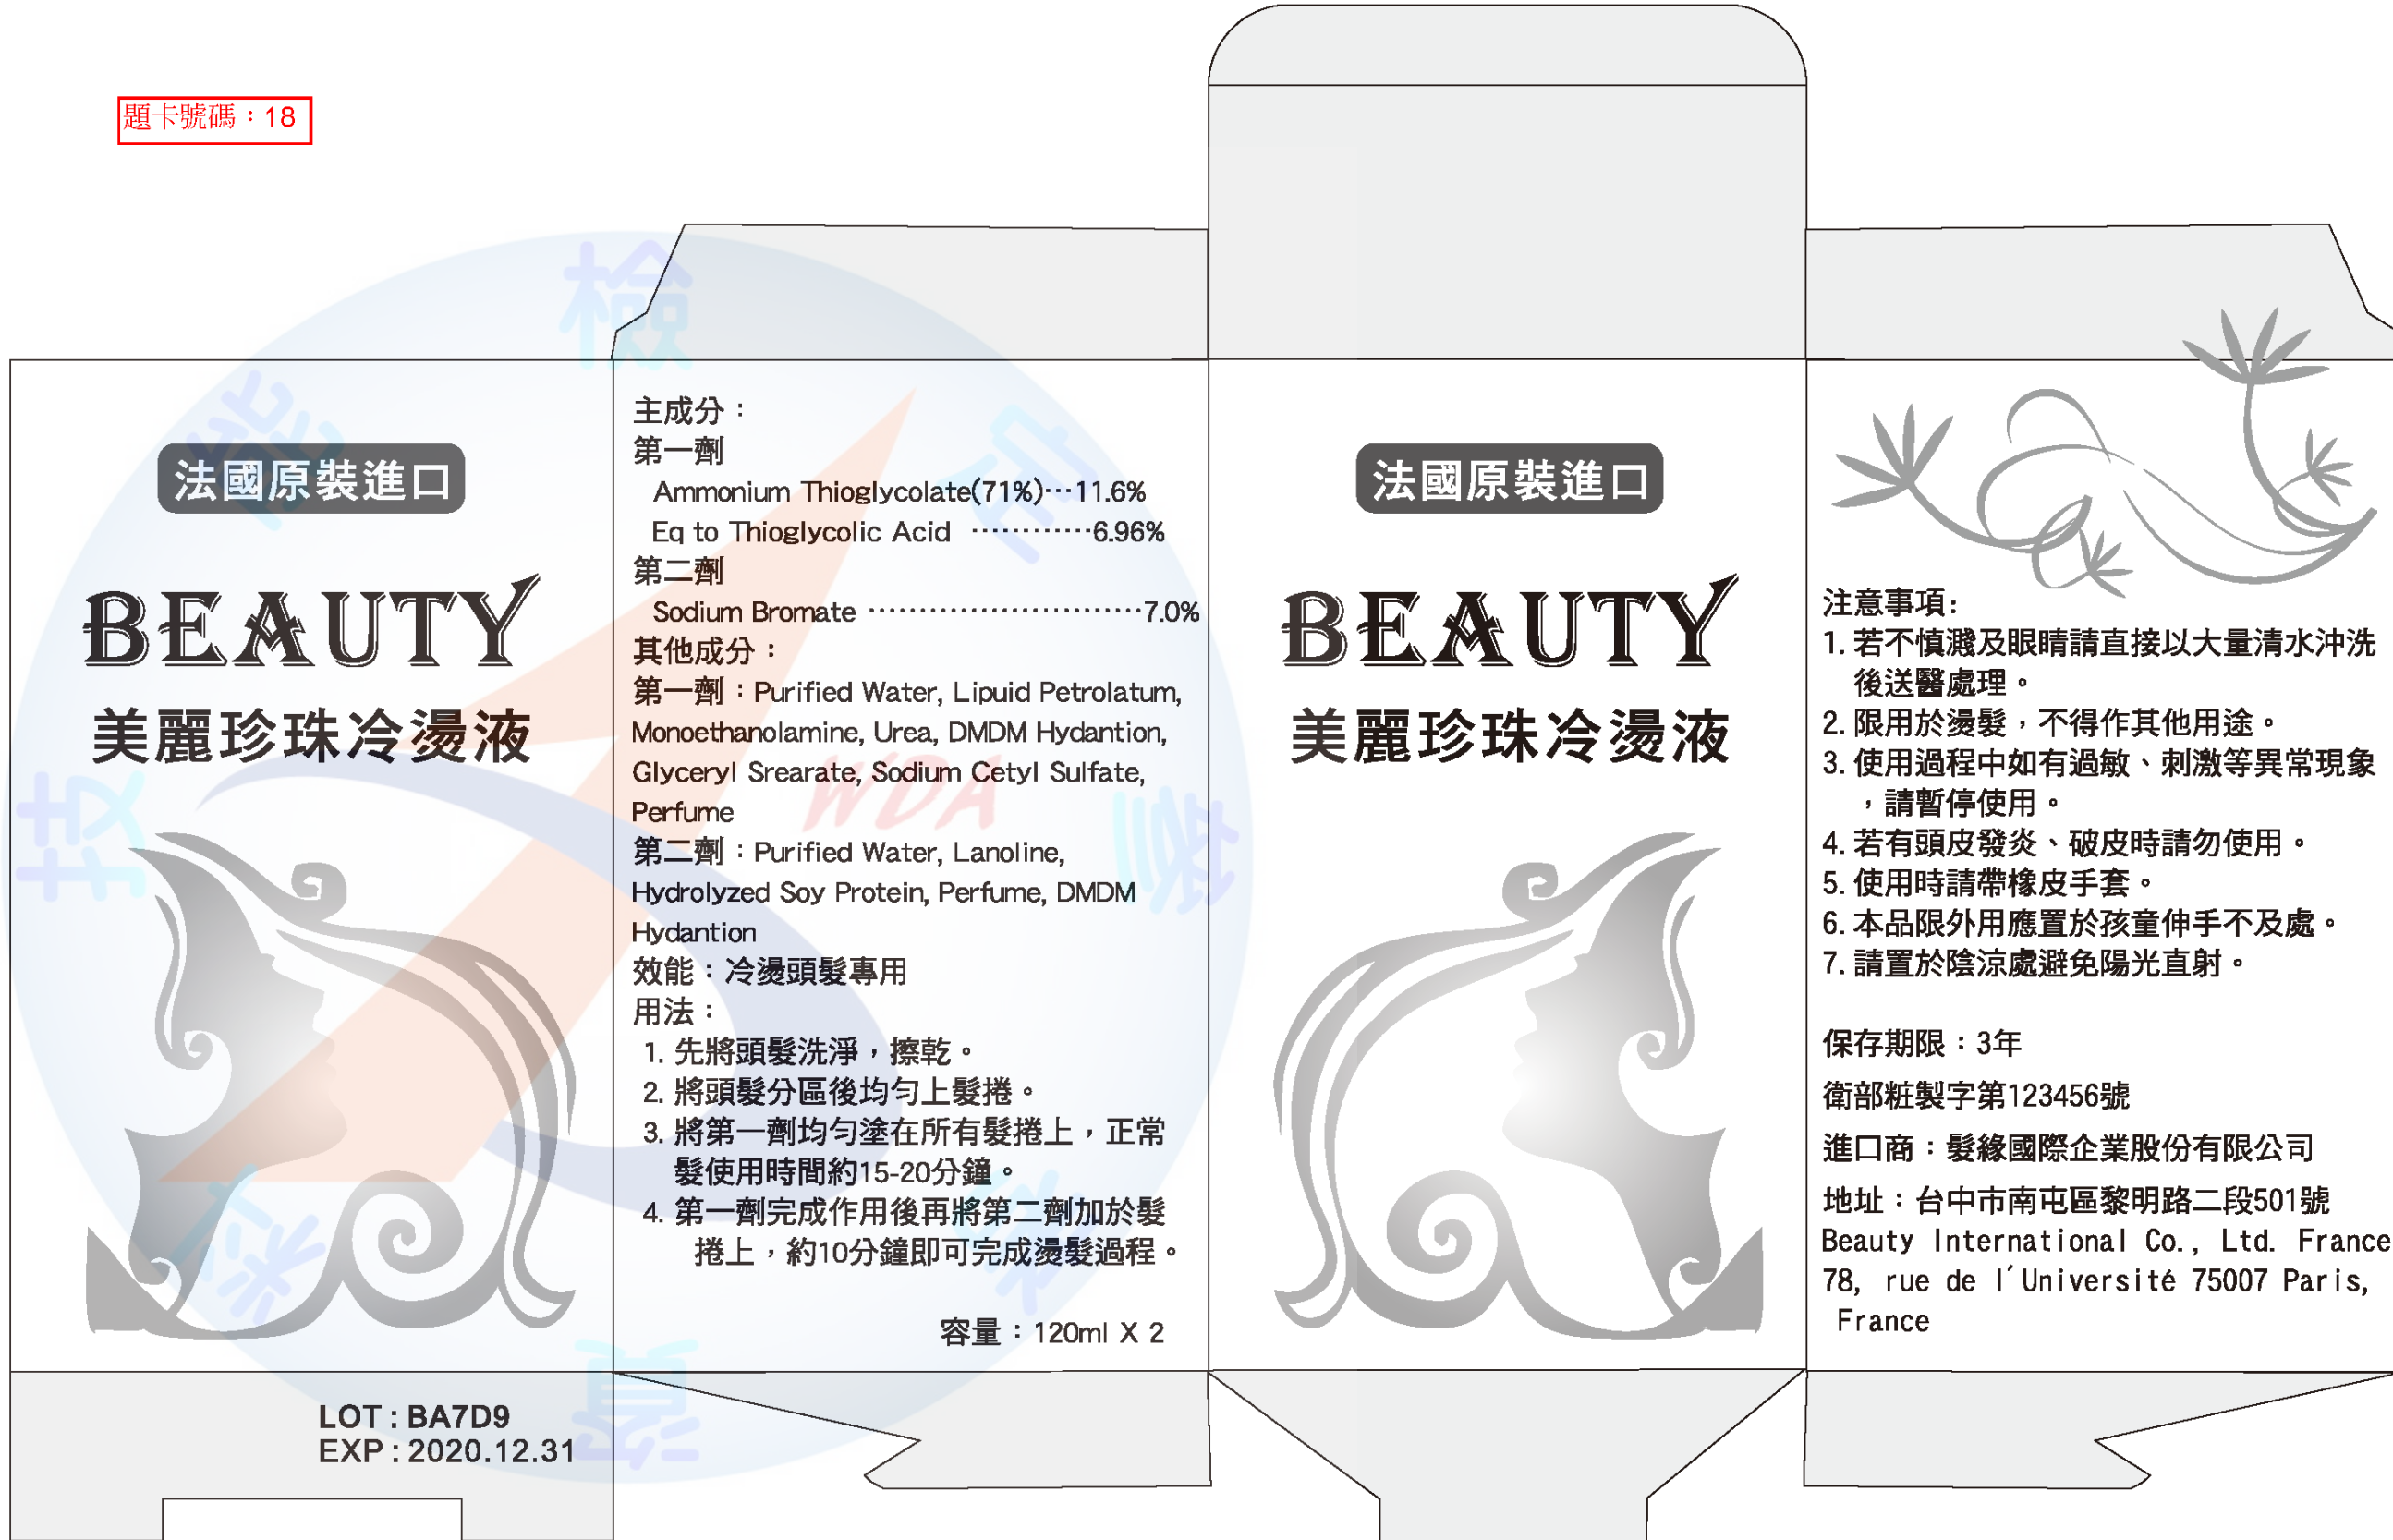 題卡號碼：18
法國原裝進口
BEAUTY
美麗珍珠冷燙液
LOT : BA7D9
EXP : 2020.12.31
主成分：
第一劑
Ammonium Thioglycolate(71%)…11.6%
Eq to Thioglycolic Acid …………6.96%
第二劑
Sodium Bromate ………………………7.0%
其他成分：
第一劑：Purified Water, Lipuid Petrolatum,
Monoethanolamine, Urea, DMDM Hydantion,
Glyceryl Srearate, Sodium Cetyl Sulfate,
Perfume
第二劑：Purified Water, Lanoline,
Hydrolyzed Soy Protein, Perfume, DMDM
Hydantion
效能：冷燙頭髮專用
用法：
1. 先將頭髮洗淨，擦乾。
2. 將頭髮分區後均勻上髮捲。
3. 將第一劑均勻塗在所有髮捲上，正常
髮使用時間約15-20分鐘。
4. 第一劑完成作用後再將第二劑加於髮
捲上，約10分鐘即可完成燙髮過程。
容量：120ml X 2
法國原裝進口
BEAUTY
美麗珍珠冷燙液
注意事項:
1. 若不慎濺及眼睛請直接以大量清水沖洗
後送醫處理。
2. 限用於燙髮，不得作其他用途。
3. 使用過程中如有過敏、刺激等異常現象
，請暫停使用。
4. 若有頭皮發炎、破皮時請勿使用。
5. 使用時請帶橡皮手套。
6. 本品限外用應置於孩童伸手不及處。
7. 請置於陰涼處避免陽光直射。
保存期限：3年
衛部粧製字第123456號
進口商：髮緣國際企業股份有限公司
地址：台中市南屯區黎明路二段501號
Beauty International Co., Ltd. France
78, rue de l´Université 75007 Paris,
France
WDA